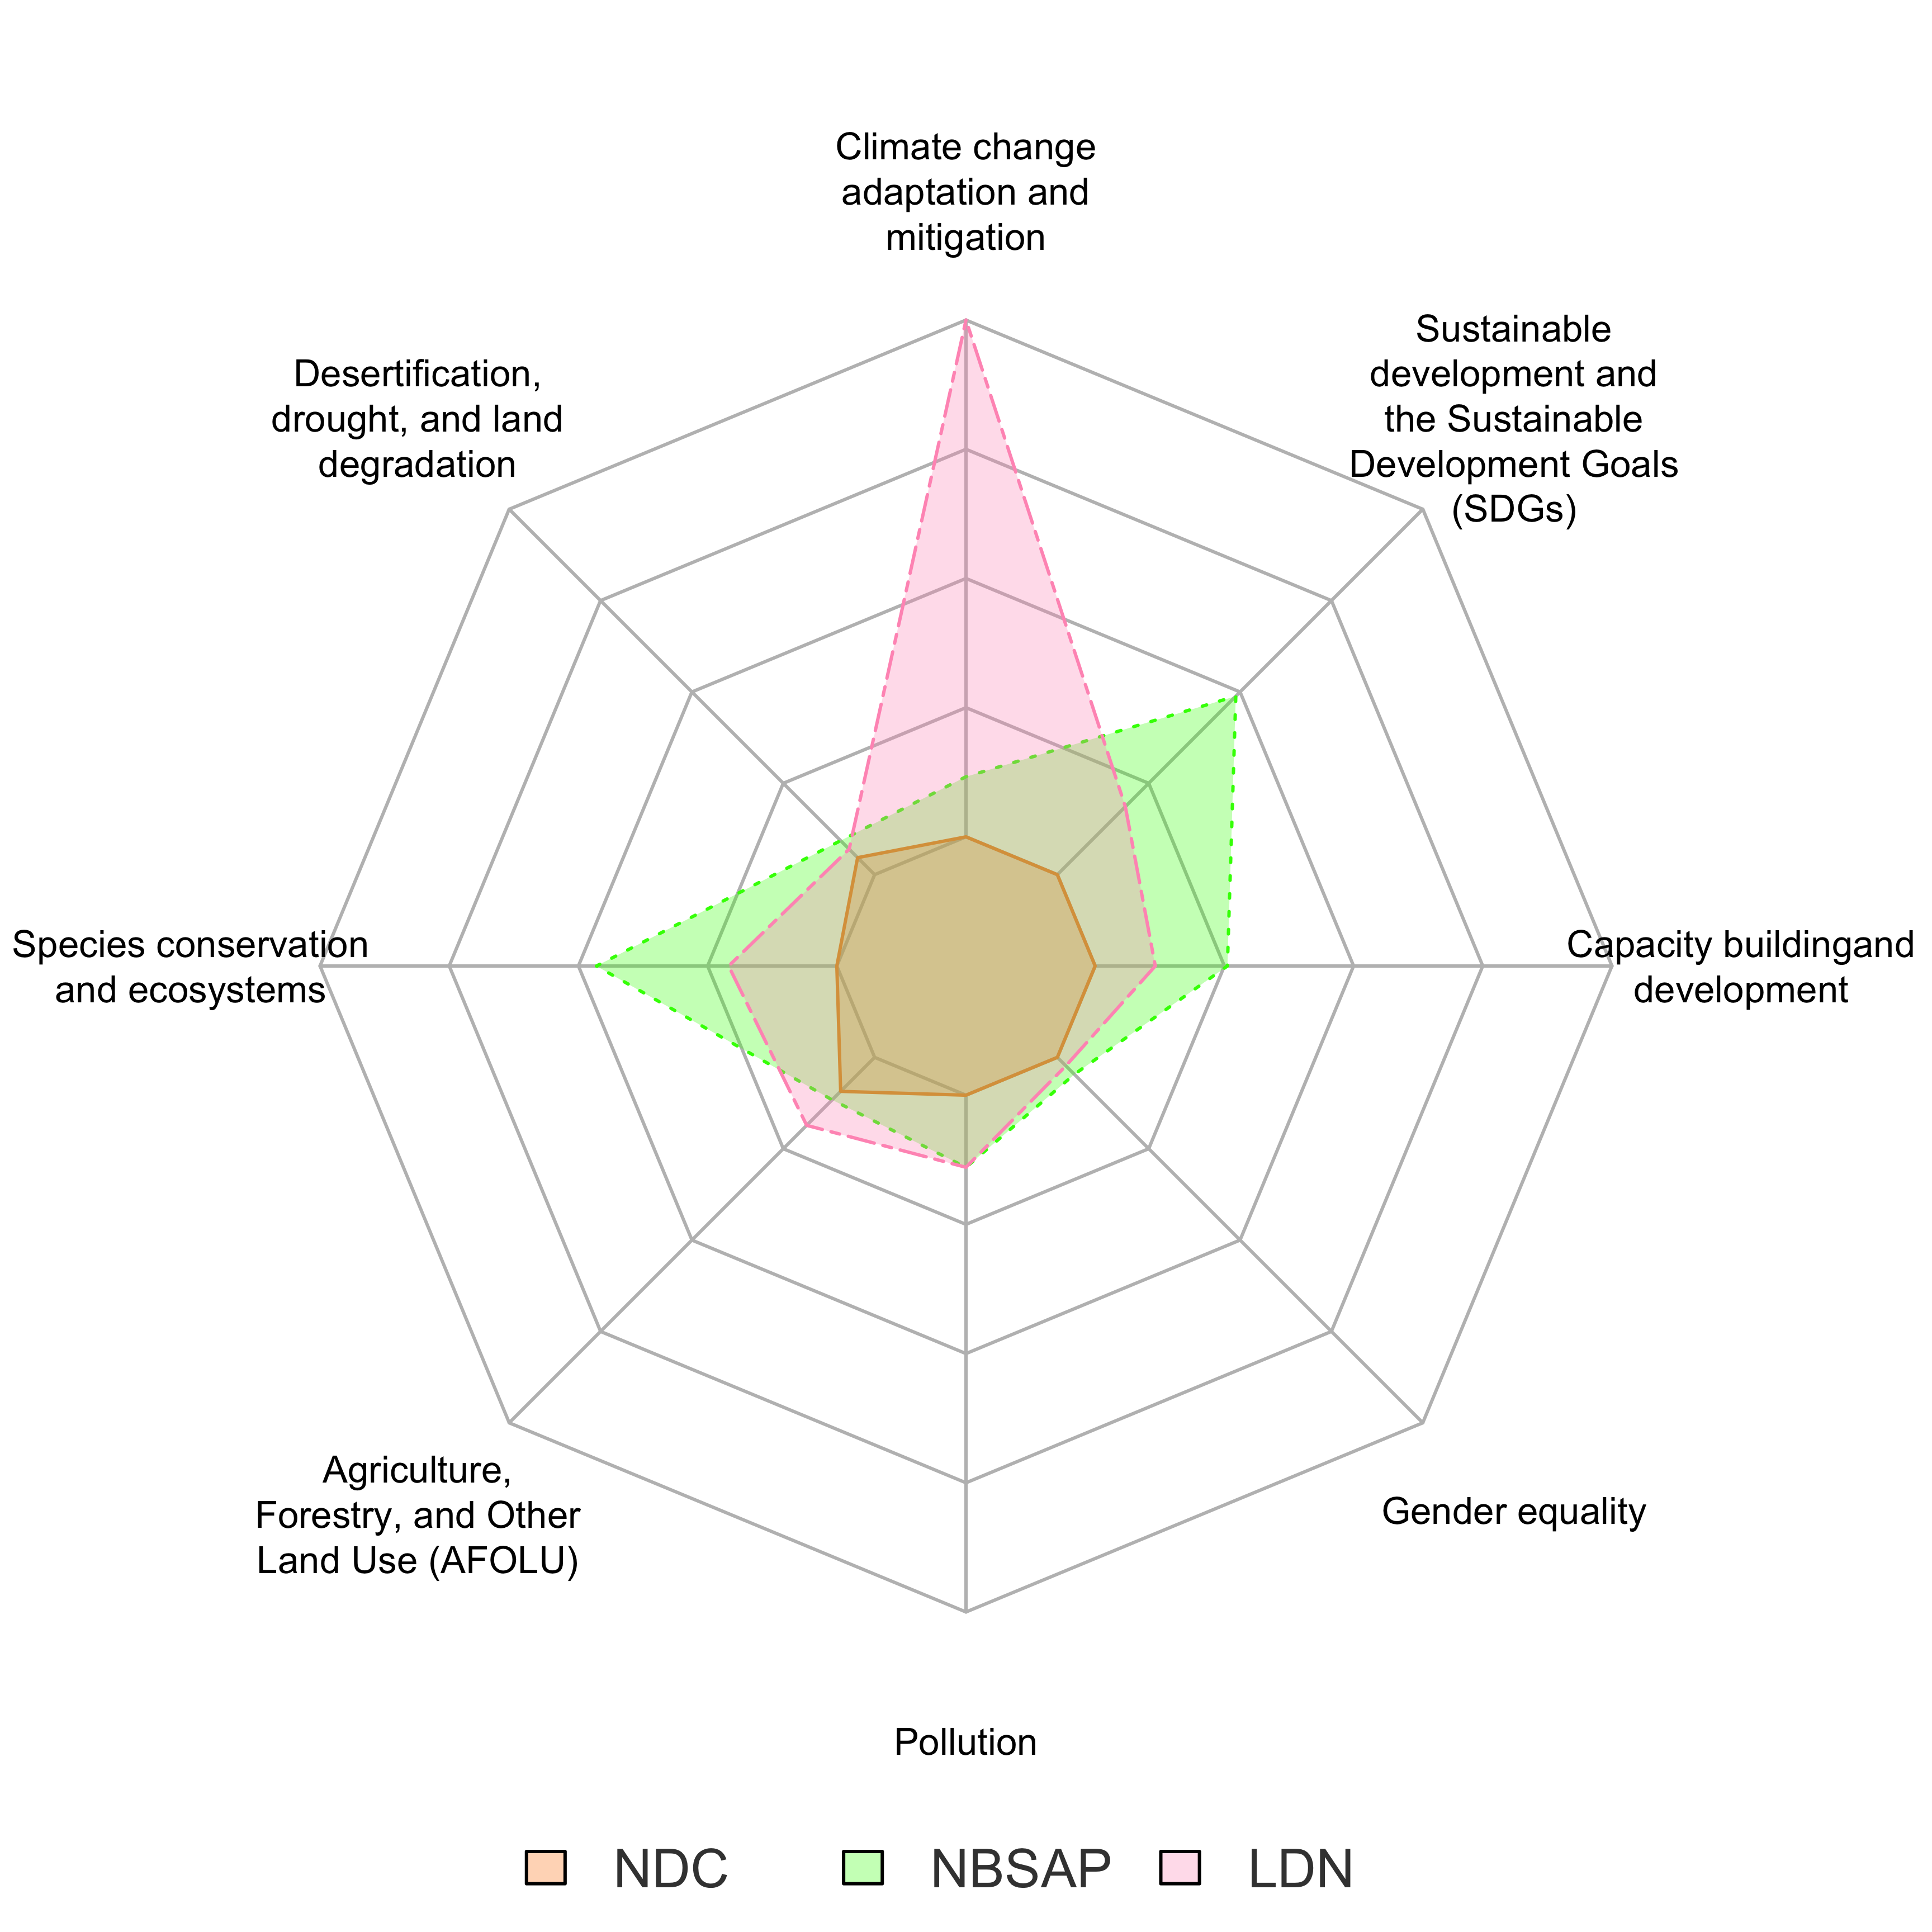 Climate change
adaptation and
mitigation
Sustainable
development and
the Sustainable
Development Goals
(SDGs)
Desertification,
drought, and land
degradation
Species conservation
and ecosystems
Capacity buildingand
development
Agriculture,
Forestry, and Other
Land Use (AFOLU)
Gender equality
Pollution
NDC
NBSAP
LDN